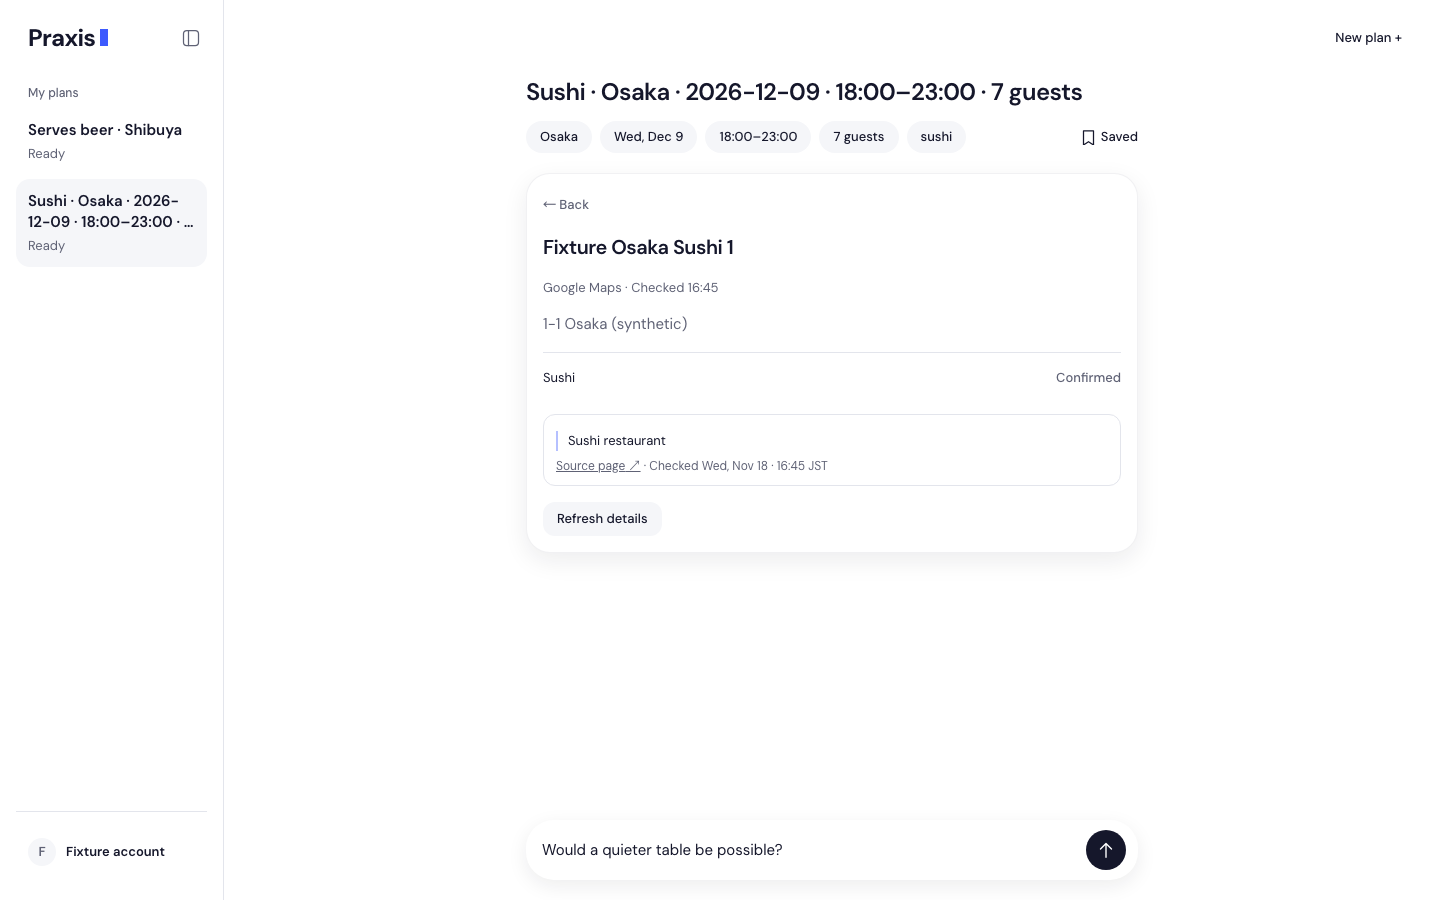 Praxis
New plan +
My plans
Serves beer · Shibuya
Ready
Sushi · Osaka · 2026-
12-09 · 18:00–23:00 · ...
Ready
Sushi · Osaka · 2026-12-09 · 18:00–23:00 · 7 guests
Osaka
Wed, Dec 9
18:00–23:00
7 guests
sushi
Saved
← Back
Fixture Osaka Sushi 1
Google Maps · Checked 16:45
1-1 Osaka (synthetic)
Sushi
Confirmed
Sushi restaurant
Source page ↗ · Checked Wed, Nov 18 · 16:45 JST
Refresh details
Would a quieter table be possible?
F
Fixture account